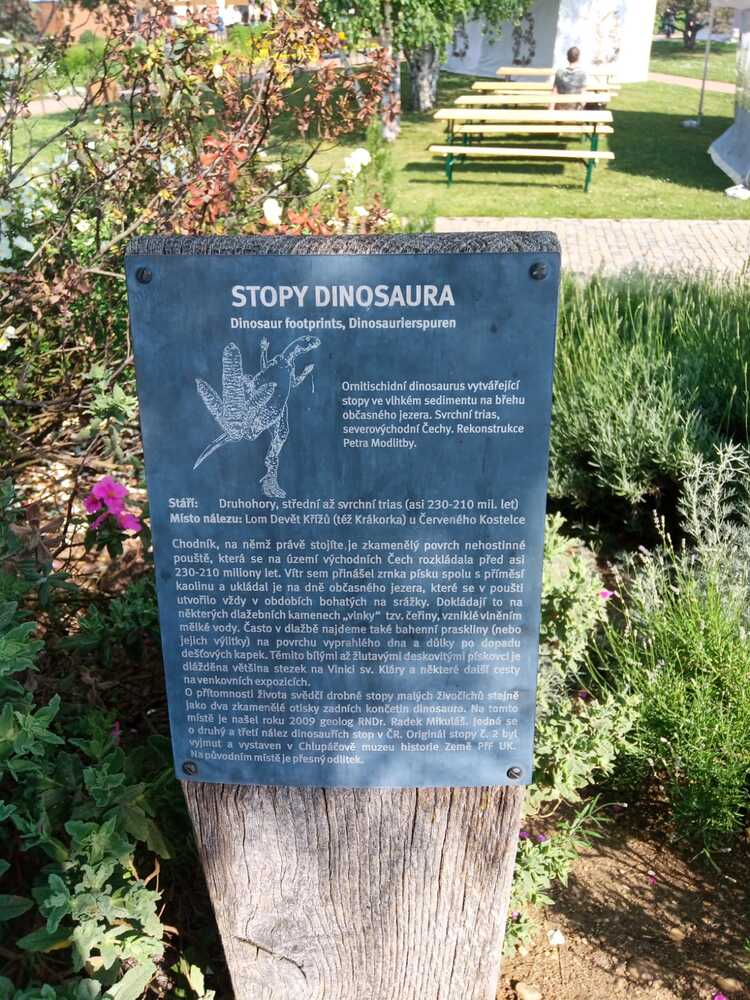 STOPY DINOSAURA
Dinosaur footprints, Dinosaurierspuren
Ornitischidní dinosaurus vytvářející
stopy ve vlhkém sedimentu na břehu
občasného jezera. Svrchní trias,
severovýchodní Čechy. Rekonstrukce
Petra Modlitby.
Stáří: Druhohory, střední až svrchní trias (asi 230-210 mil. let)
Místo nálezu: Lom Devět Křížů (též Krákorka) u Červeného Kostelce
Chodník, na němž právě stojíte, je zkamenělý povrch nehostinné
pouště, která se na území východních Čech rozkládala před asi
230-210 miliony let. Vítr sem přinášel zrnka písku spolu s příměsí
kaolinu a ukládal je na dně občasného jezera, které se v poušti
utvořilo vždy v obdobích bohatých na srážky. Dokládají to na
některých dlažebních kamenech „vlnky" tzv. čeřiny, vzniklé vlněním
mělké vody. Často v dlažbě najdeme také bahenní praskliny (nebo
jejich výlitky) na povrchu vyprahlého dna a důlky po dopadu
dešťových kapek. Těmito bílými až žlutavými deskovitými pískovci je
dlážděna většina stezek na Vinici sv. Kláry a některé další cesty
na venkovních expozicích.
O přítomnosti života svědčí drobné stopy malých živočichů stejně
jako dva zkamenělé otisky zadních končetin dinosaura. Na tomto
místě je našel roku 2009 geolog RNDr. Radek Mikuláš. Jedná se
o druhý a třetí nález dinosauřích stop v ČR. Originál stopy č. 2 byl
vyjmut a vystaven v Chlupáčově muzeu historie Země PřF UK.
Na původním místě je přesný odlitek.